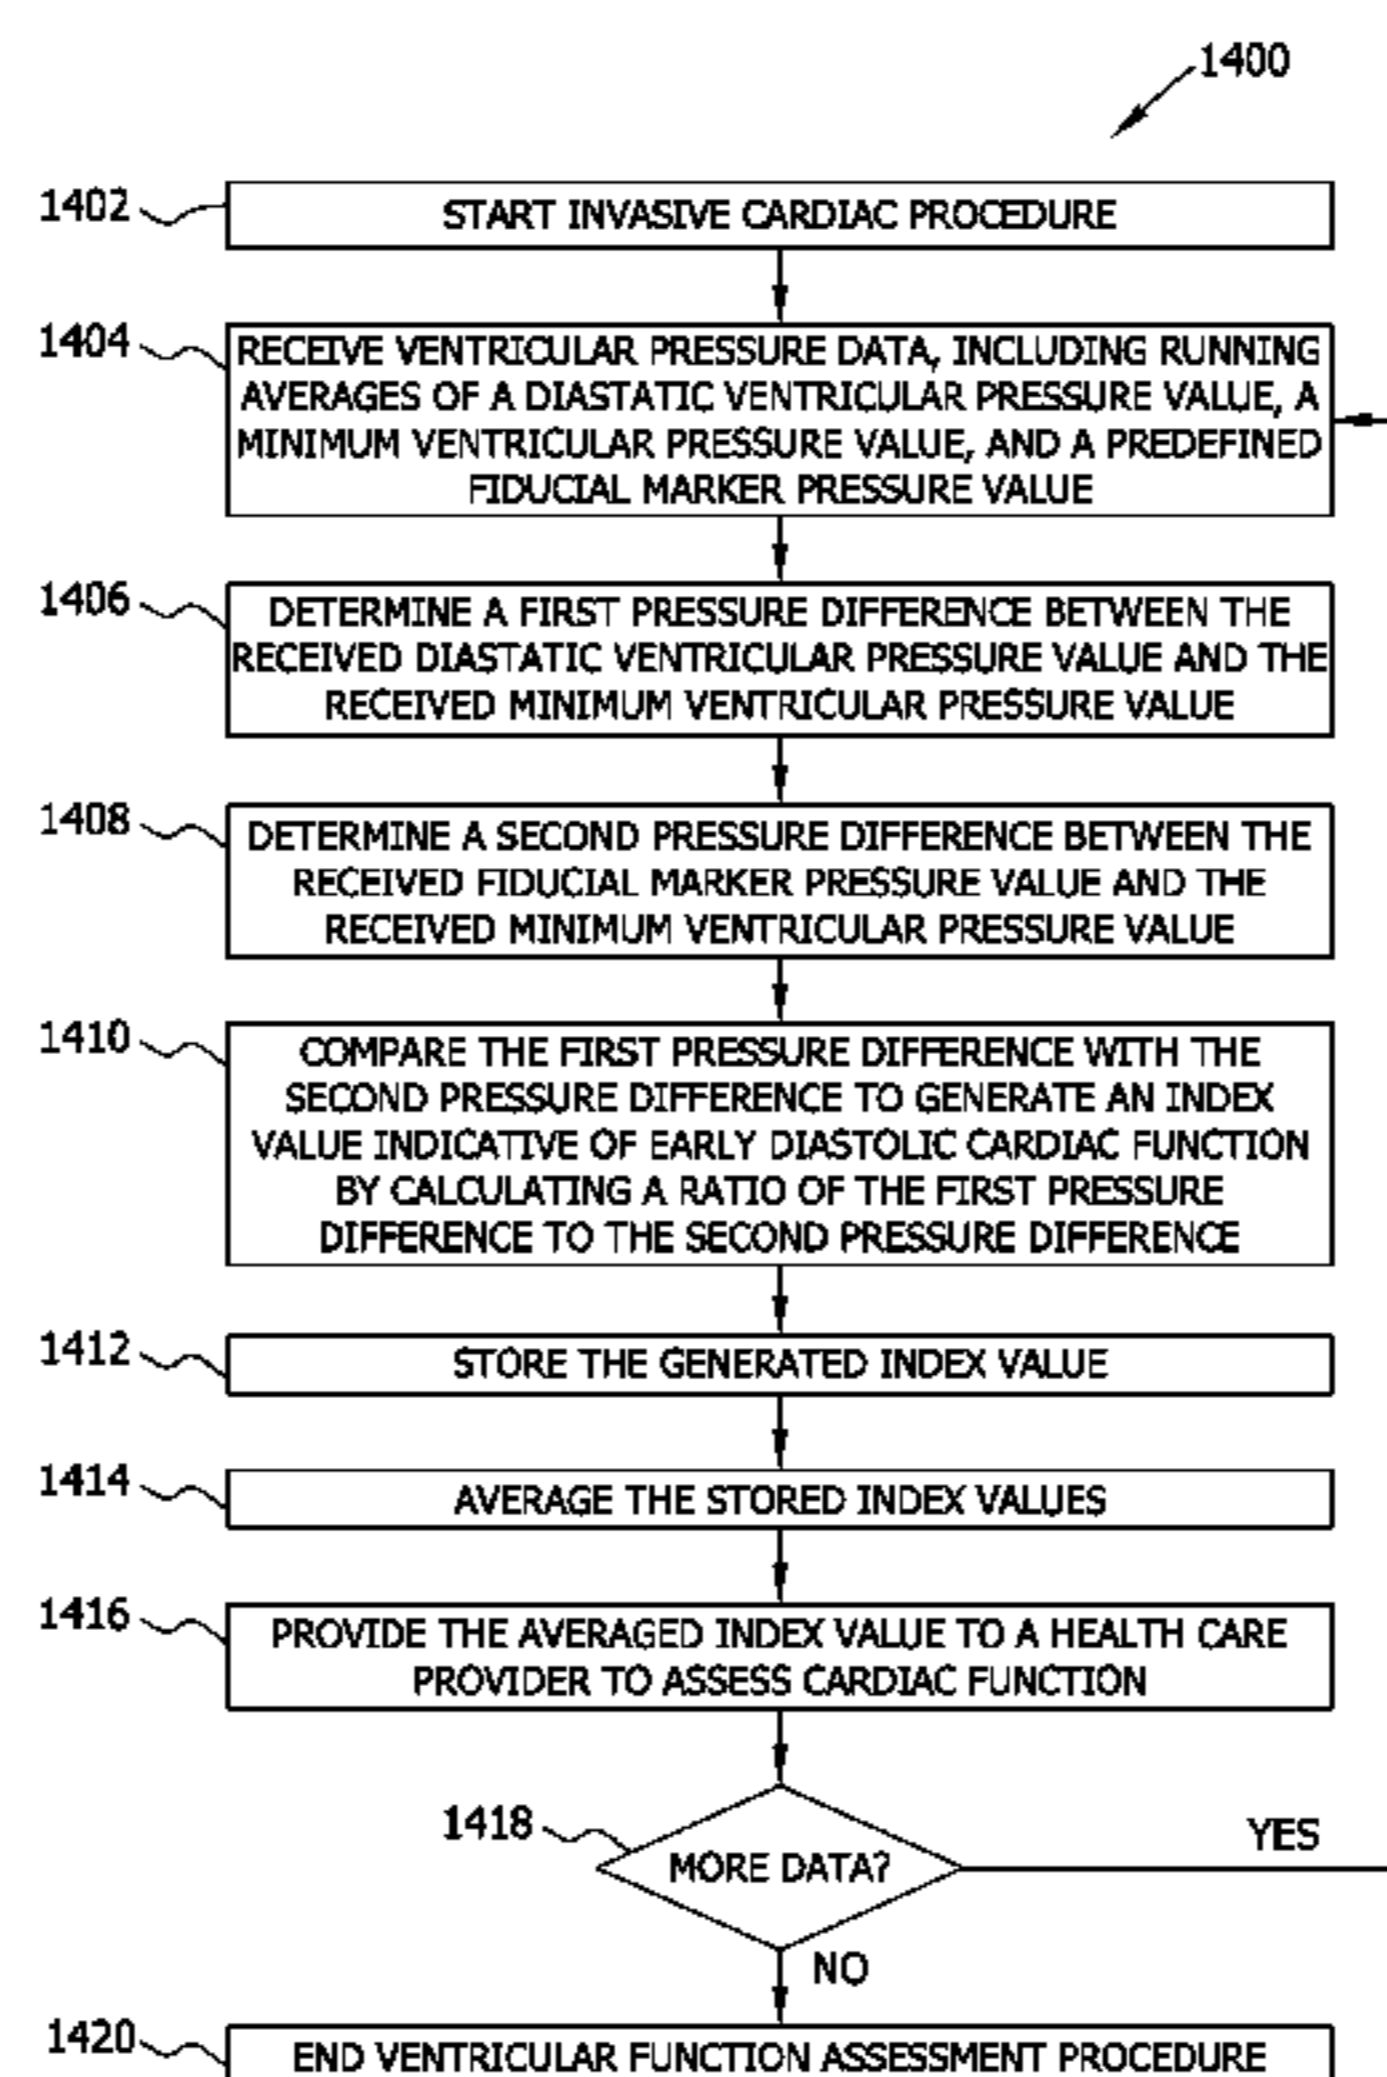 1400
1402
START INVASIVE CARDIAC PROCEDURE
1404
RECEIVE VENTRICULAR PRESSURE DATA, INCLUDING RUNNING
AVERAGES OF A DIASTATIC VENTRICULAR PRESSURE VALUE, A
MINIMUM VENTRICULAR PRESSURE VALUE, AND A PREDEFINED
FIDUCIAL MARKER PRESSURE VALUE
1406
DETERMINE A FIRST PRESSURE DIFFERENCE BETWEEN THE
RECEIVED DIASTATIC VENTRICULAR PRESSURE VALUE AND THE
RECEIVED MINIMUM VENTRICULAR PRESSURE VALUE
1408
DETERMINE A SECOND PRESSURE DIFFERENCE BETWEEN THE
RECEIVED FIDUCIAL MARKER PRESSURE VALUE AND THE
RECEIVED MINIMUM VENTRICULAR PRESSURE VALUE
1410
COMPARE THE FIRST PRESSURE DIFFERENCE WITH THE
SECOND PRESSURE DIFFERENCE TO GENERATE AN INDEX
VALUE INDICATIVE OF EARLY DIASTOLIC CARDIAC FUNCTION
BY CALCULATING A RATIO OF THE FIRST PRESSURE
DIFFERENCE TO THE SECOND PRESSURE DIFFERENCE
1412
STORE THE GENERATED INDEX VALUE
1414
AVERAGE THE STORED INDEX VALUES
1416
PROVIDE THE AVERAGED INDEX VALUE TO A HEALTH CARE
PROVIDER TO ASSESS CARDIAC FUNCTION
1418
MORE DATA?
YES
NO
1420
END VENTRICULAR FUNCTION ASSESSMENT PROCEDURE